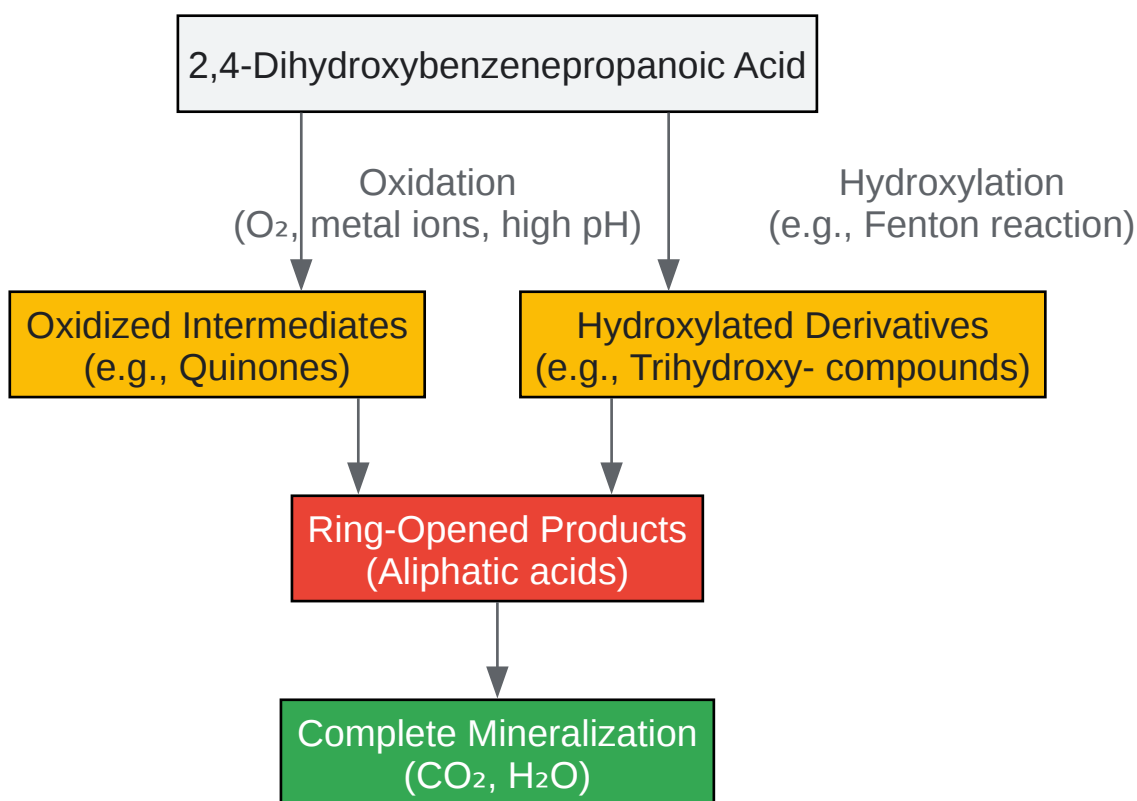 2,4-Dihydroxybenzenepropanoic Acid
Oxidation
(O₂, metal ions, high pH)
Hydroxylation
(e.g., Fenton reaction)
Oxidized Intermediates
(e.g., Quinones)
Hydroxylated Derivatives
(e.g., Trihydroxy- compounds)
Ring-Opened Products
(Aliphatic acids)
Complete Mineralization
(CO₂, H₂O)